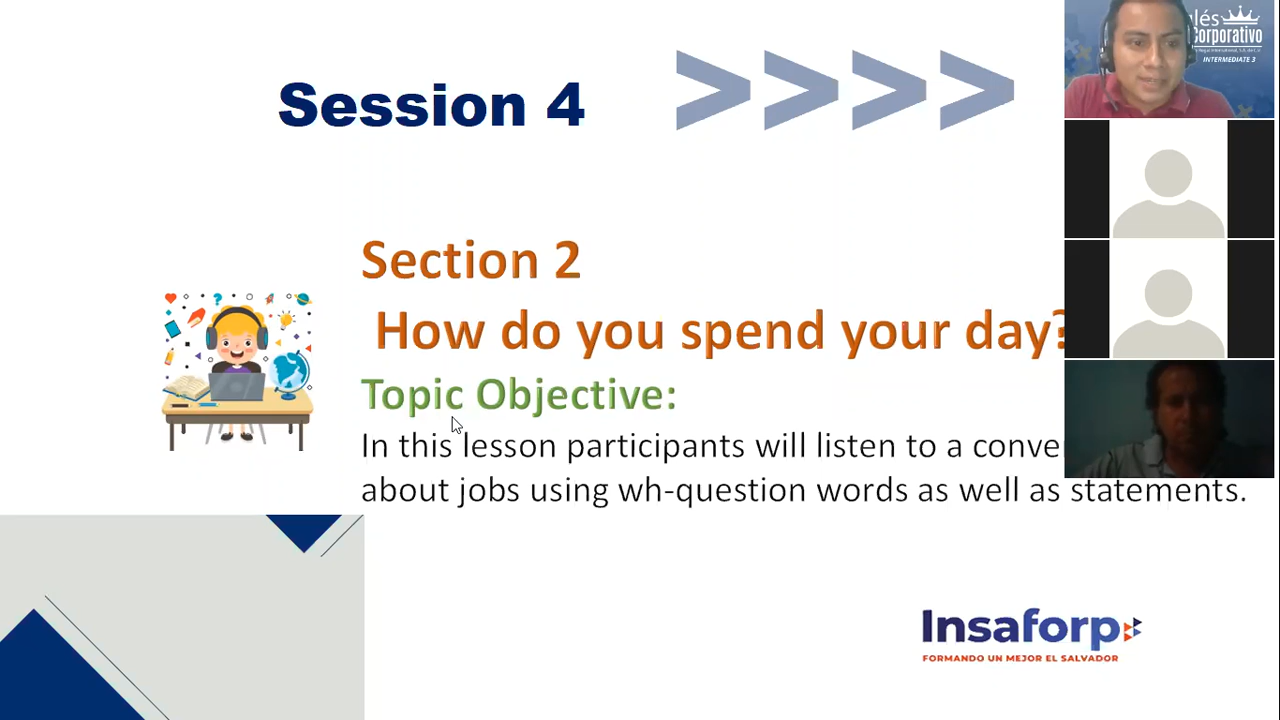 Session 4
>>>>
Section 2
How do you spend your day?
Topic Objective:
In this lesson participants will listen to a conve
about jobs using wh-question words as well as statements.
Insaforp
FORMANDO UN MEJOR EL SALVADOR
lés
orporativo
INTERMEDIATE 3